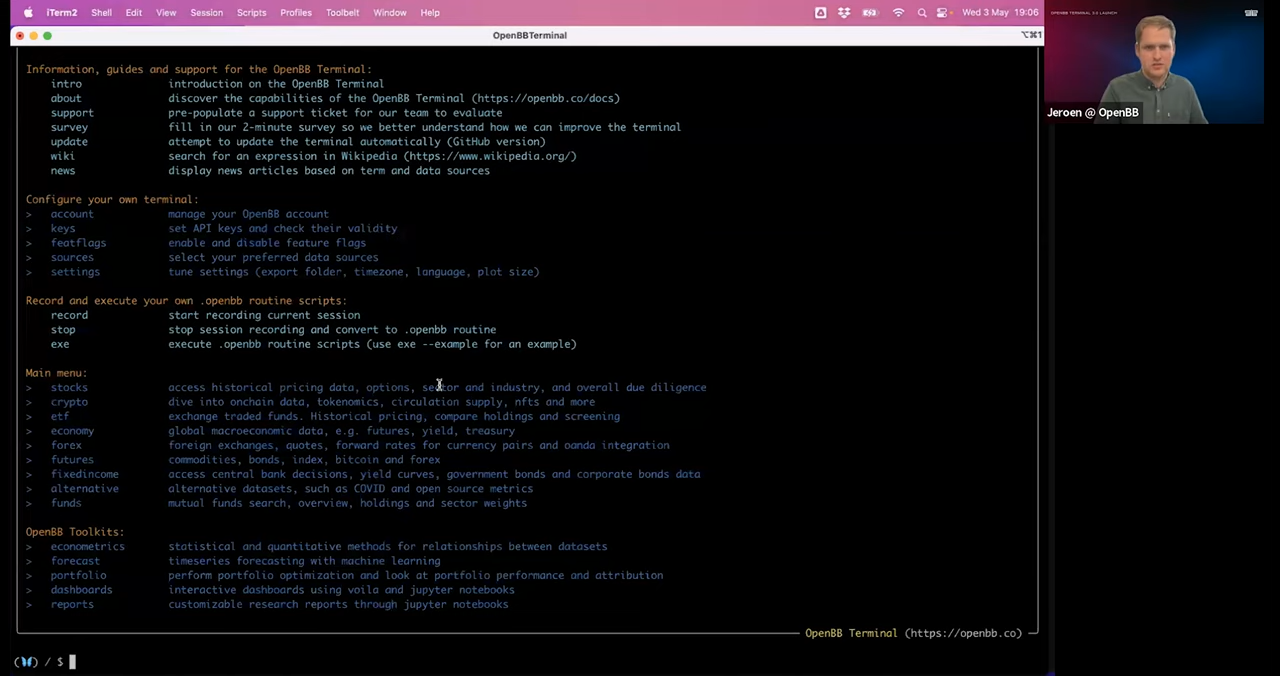 iTerm2 Shell Edit View Session Scripts Profiles Toolbelt Window Help Wed 3 May 19:06
OpenBBTerminal ⌥⌘1
Information, guides and support for the OpenBB Terminal:
intro introduction on the OpenBB Terminal
about discover the capabilities of the OpenBB Terminal (https://openbb.co/docs)
support pre-populate a support ticket for our team to evaluate
survey fill in our 2-minute survey so we better understand how we can improve the terminal
update attempt to update the terminal automatically (GitHub version)
wiki search for an expression in Wikipedia (https://www.wikipedia.org/)
news display news articles based on term and data sources
Configure your own terminal:
> account manage your OpenBB account
> keys set API keys and check their validity
> featflags enable and disable feature flags
> sources select your preferred data sources
> settings tune settings (export folder, timezone, language, plot size)
Record and execute your own .openbb routine scripts:
record start recording current session
stop stop session recording and convert to .openbb routine
exe execute .openbb routine scripts (use exe --example for an example)
Main menu:
> stocks access historical pricing data, options, sector and industry, and overall due diligence
> crypto dive into onchain data, tokenomics, circulation supply, nfts and more
> etf exchange traded funds. Historical pricing, compare holdings and screening
> economy global macroeconomic data, e.g. futures, yield, treasury
> forex foreign exchanges, quotes, forward rates for currency pairs and oanda integration
> futures commodities, bonds, index, bitcoin and forex
> fixedincome access central bank decisions, yield curves, government bonds and corporate bonds data
> alternative alternative datasets, such as COVID and open source metrics
> funds mutual funds search, overview, holdings and sector weights
OpenBB Toolkits:
> econometrics statistical and quantitative methods for relationships between datasets
> forecast timeseries forecasting with machine learning
> portfolio perform portfolio optimization and look at portfolio performance and attribution
> dashboards interactive dashboards using voila and jupyter notebooks
> reports customizable research reports through jupyter notebooks
OpenBB Terminal (https://openbb.co)
(🦋) / $
OPENBB TERMINAL 3.0 LAUNCH
Jeroen @ OpenBB